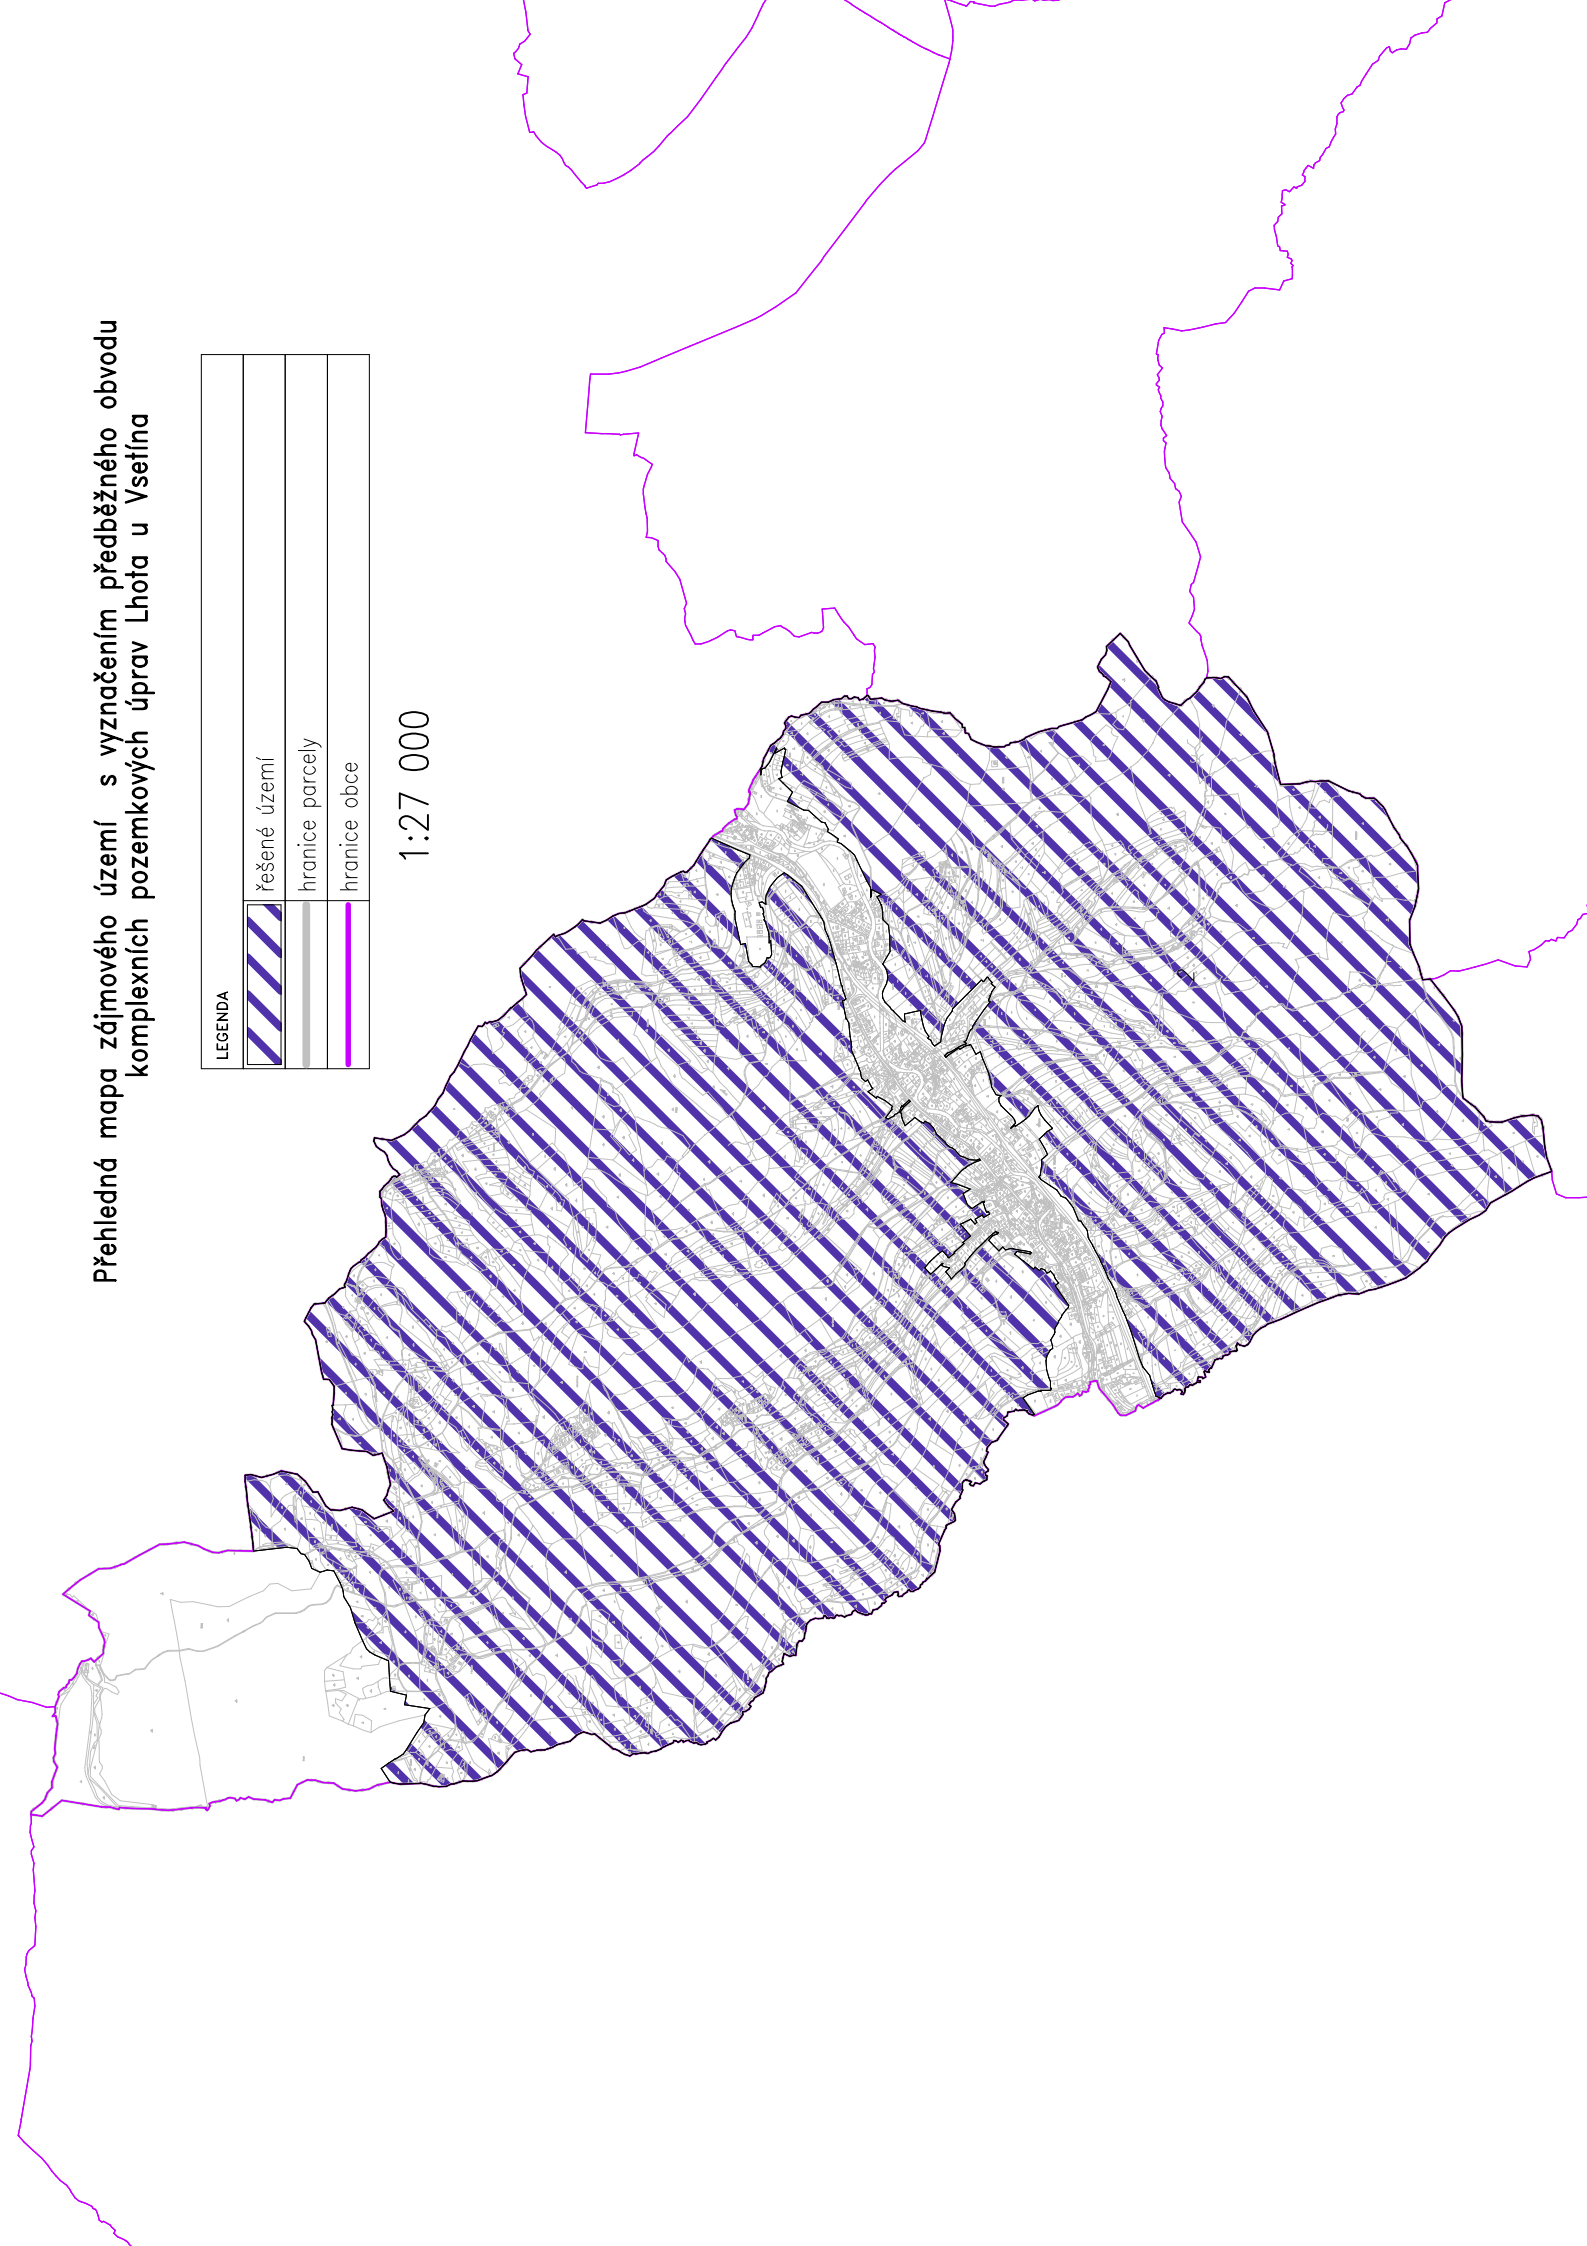 Přehledná mapa zájmového území s vyznačením předběžného obvodu
komplexních pozemkových úprav Lhota u Vsetína
LEGENDA
řešené území
hranice parcely
hranice obce
1:27 000